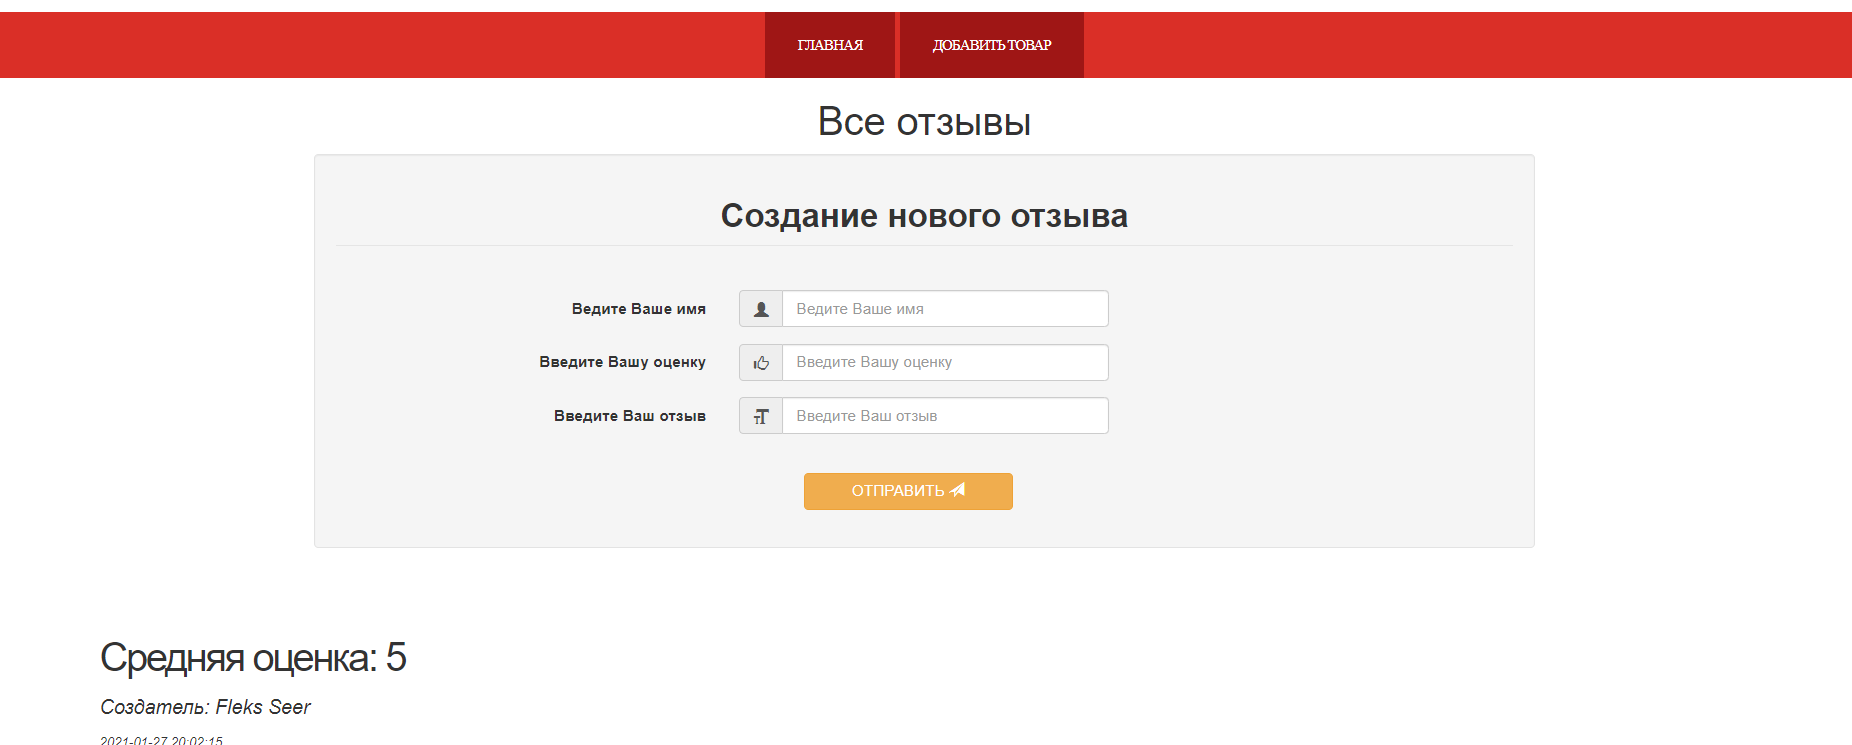 ГЛАВНАЯ ДОБАВИТЬ ТОВАР
Все отзывы
Создание нового отзыва
Ведите Ваше имя Ведите Ваше имя
Введите Вашу оценку Введите Вашу оценку
Введите Ваш отзыв Введите Ваш отзыв
ОТПРАВИТЬ
Средняя оценка: 5
Создатель: Fleks Seer
2021-01-27 20:02:15